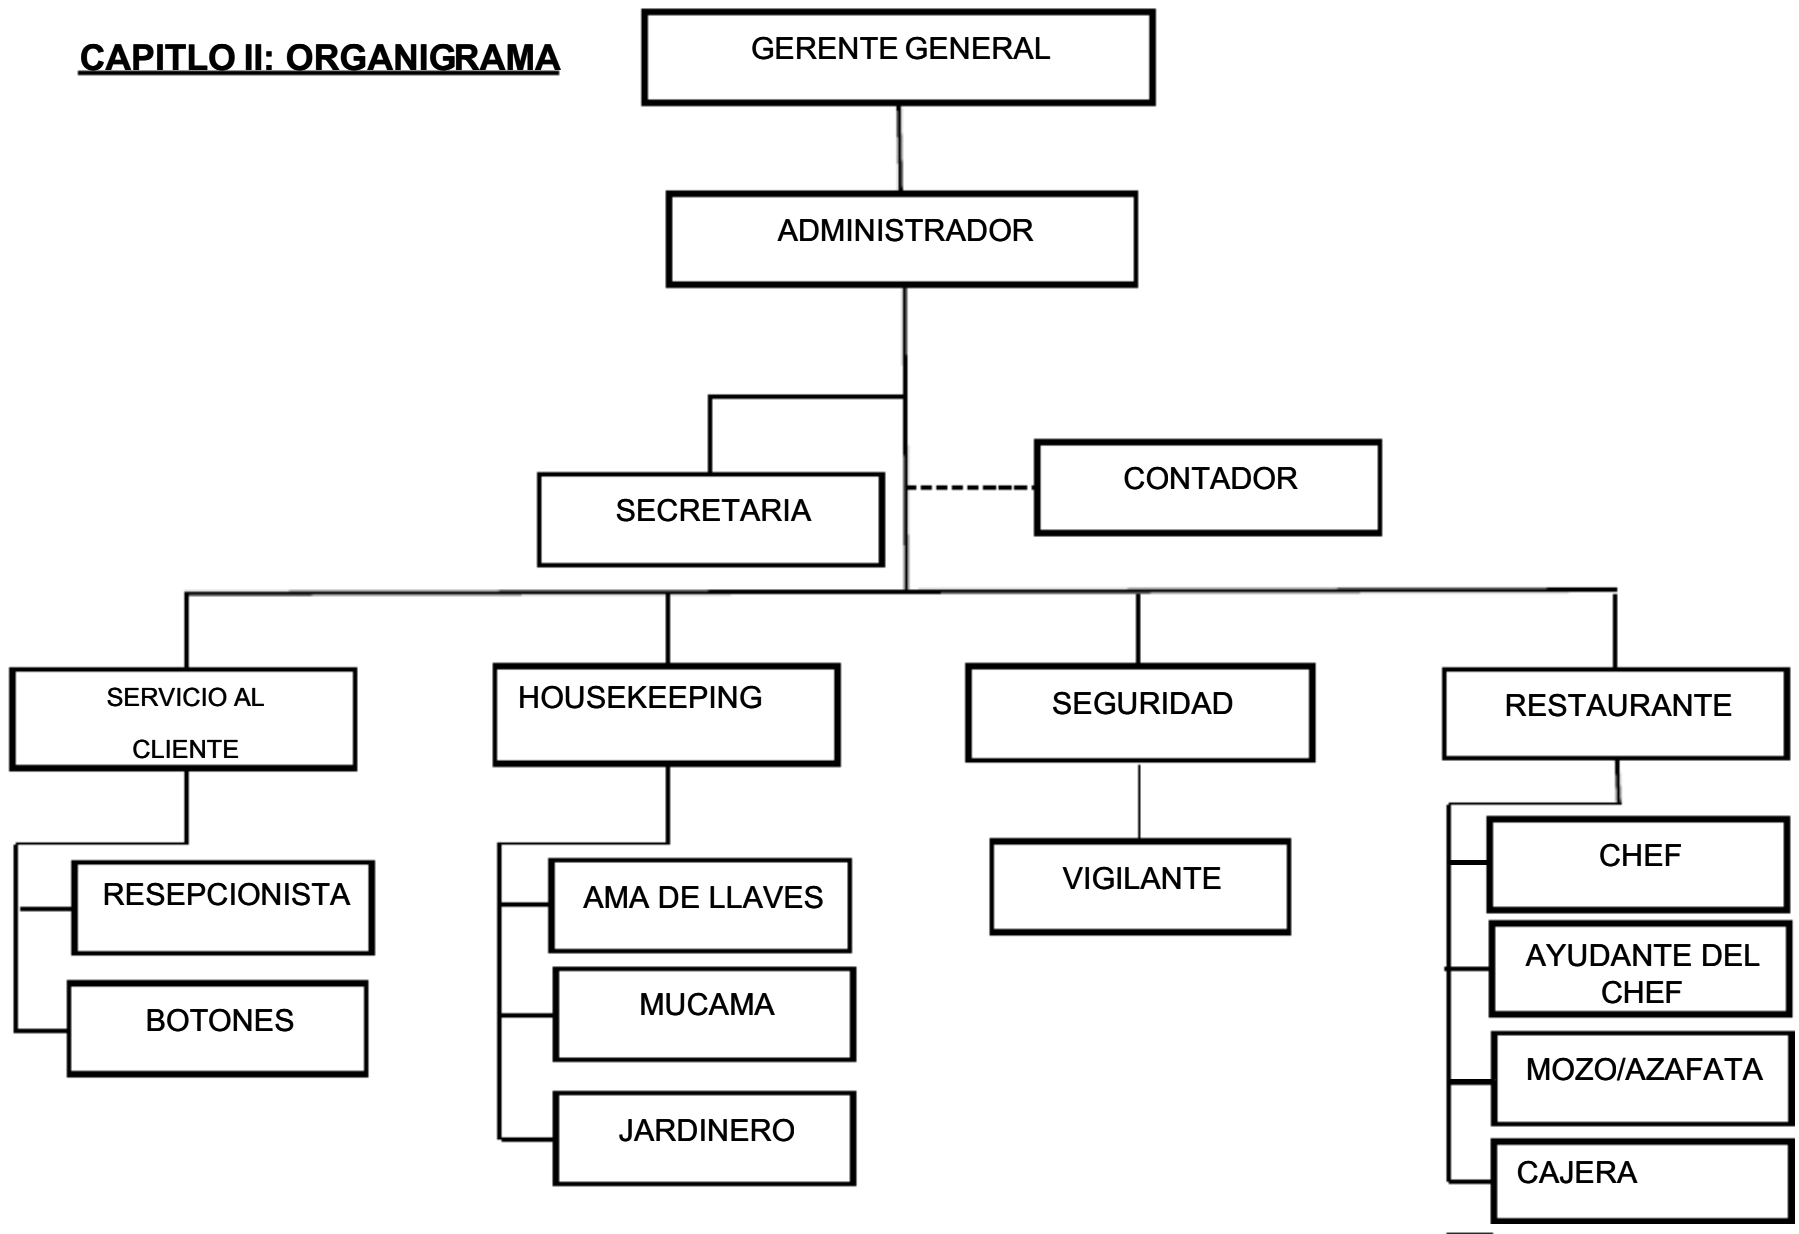 CAPITLO II: ORGANIGRAMA
GERENTE GENERAL
ADMINISTRADOR
SECRETARIA
CONTADOR
SERVICIO AL
CLIENTE
HOUSEKEEPING
SEGURIDAD
RESTAURANTE
RESEPCIONISTA
BOTONES
AMA DE LLAVES
MUCAMA
JARDINERO
VIGILANTE
CHEF
AYUDANTE DEL
CHEF
MOZO/AZAFATA
CAJERA